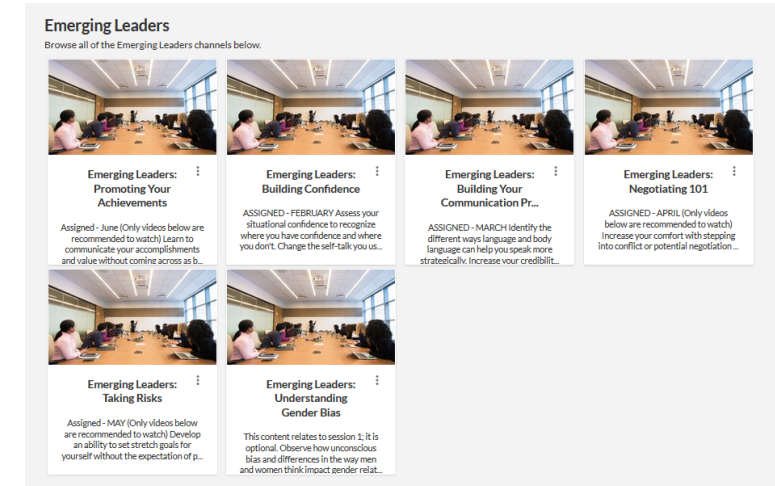 Emerging Leaders
Browse all of the Emerging Leaders channels below.
Emerging Leaders:
Promoting Your
Achievements
Assigned - June (Only videos below are
recommended to watch) Learn to
communicate your accomplishments
and value without coming across as b...
Emerging Leaders:
Building Confidence
ASSIGNED - FEBRUARY Assess your
situational confidence to recognize
where you have confidence and where
you don't. Change the self-talk you us...
Emerging Leaders:
Building Your
Communication Pr...
ASSIGNED - MARCH Identify the
different ways language and body
language can help you speak more
strategically. Increase your credibilit...
Emerging Leaders:
Negotiating 101
ASSIGNED - APRIL (Only videos
below are recommended to watch)
Increase your comfort with stepping
into conflict or potential negotiation ...
Emerging Leaders:
Taking Risks
Assigned - MAY (Only videos below
are recommended to watch) Develop
an ability to set stretch goals for
yourself without the expectation of p...
Emerging Leaders:
Understanding
Gender Bias
This content relates to session 1; it is
optional. Observe how unconscious
bias and differences in the way men
and women think impact gender relat...